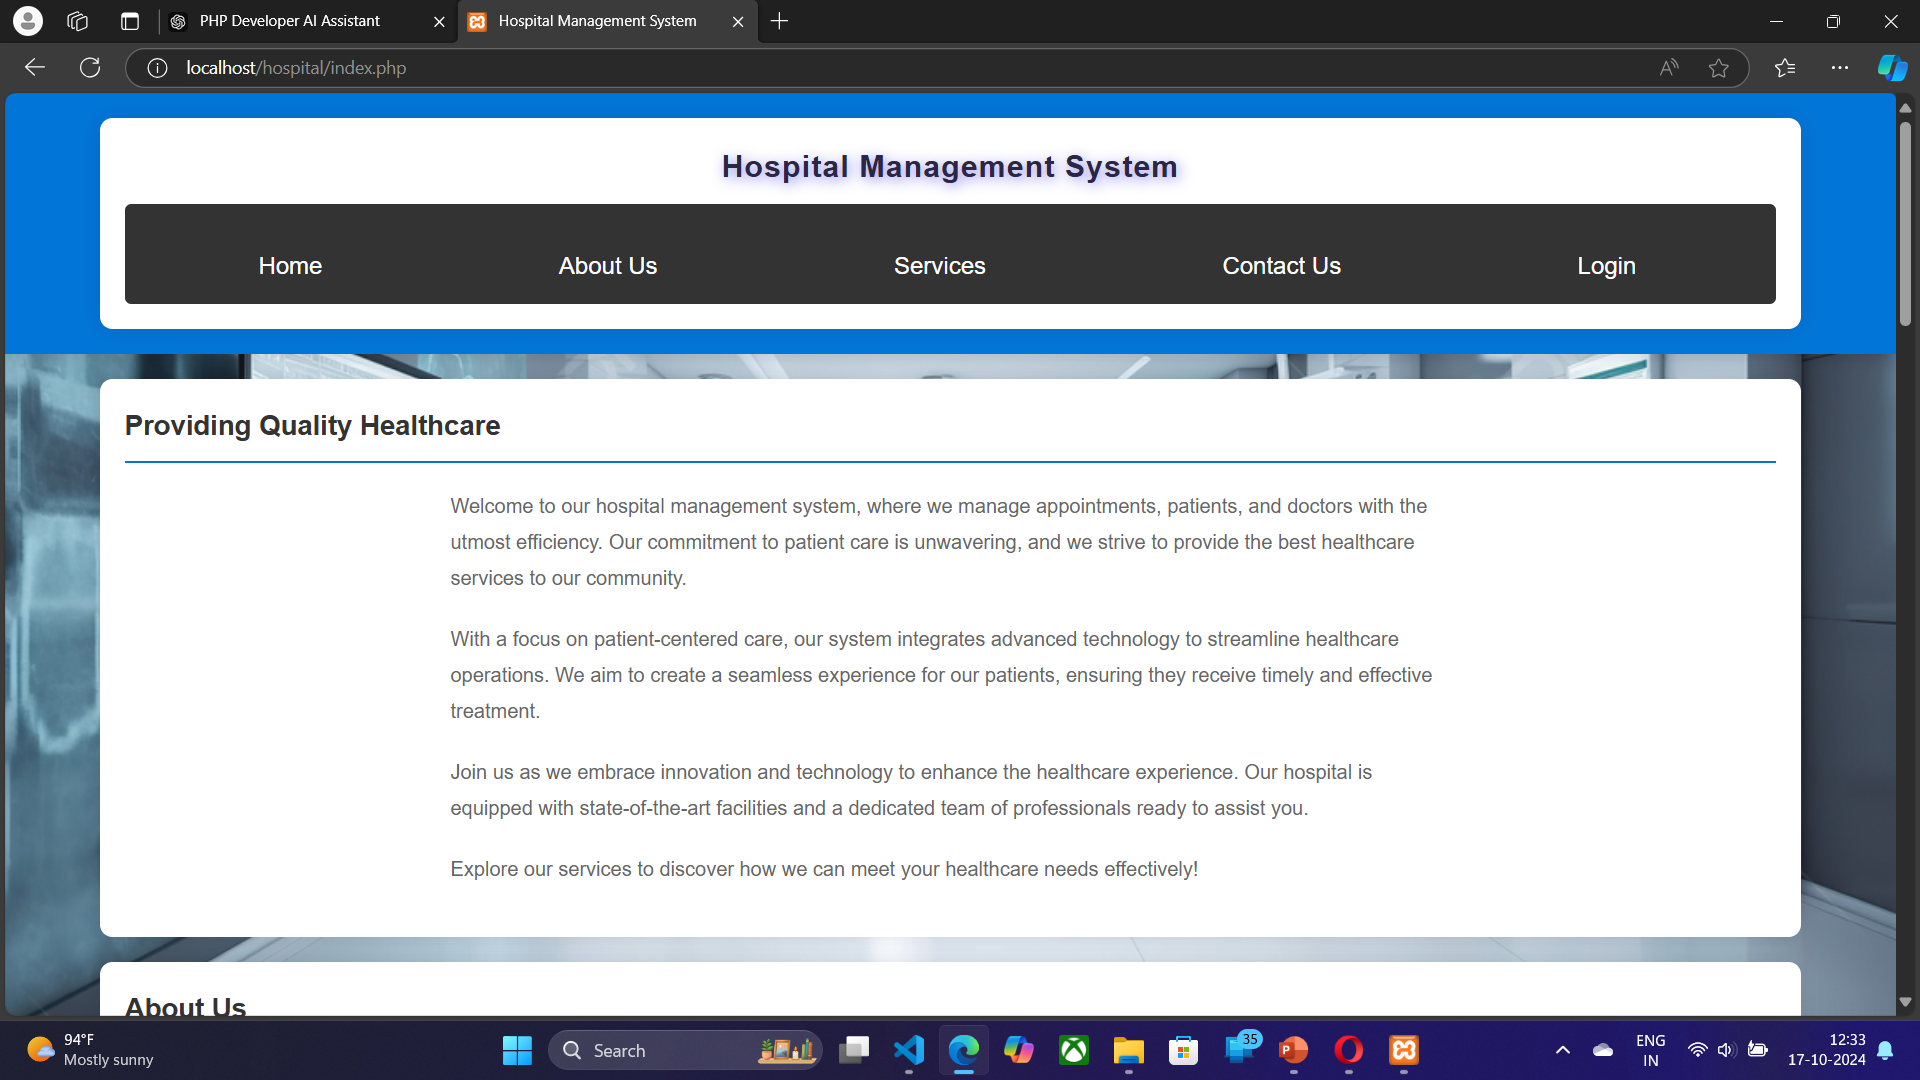 PHP Developer AI Assistant
Hospital Management System
localhost/hospital/index.php
Hospital Management System
Home About Us Services Contact Us Login
Providing Quality Healthcare
Welcome to our hospital management system, where we manage appointments, patients, and doctors with the
utmost efficiency. Our commitment to patient care is unwavering, and we strive to provide the best healthcare
services to our community.
With a focus on patient-centered care, our system integrates advanced technology to streamline healthcare
operations. We aim to create a seamless experience for our patients, ensuring they receive timely and effective
treatment.
Join us as we embrace innovation and technology to enhance the healthcare experience. Our hospital is
equipped with state-of-the-art facilities and a dedicated team of professionals ready to assist you.
Explore our services to discover how we can meet your healthcare needs effectively!
About Us
94°F
Mostly sunny
Search
35
ENG
IN
12:33
17-10-2024